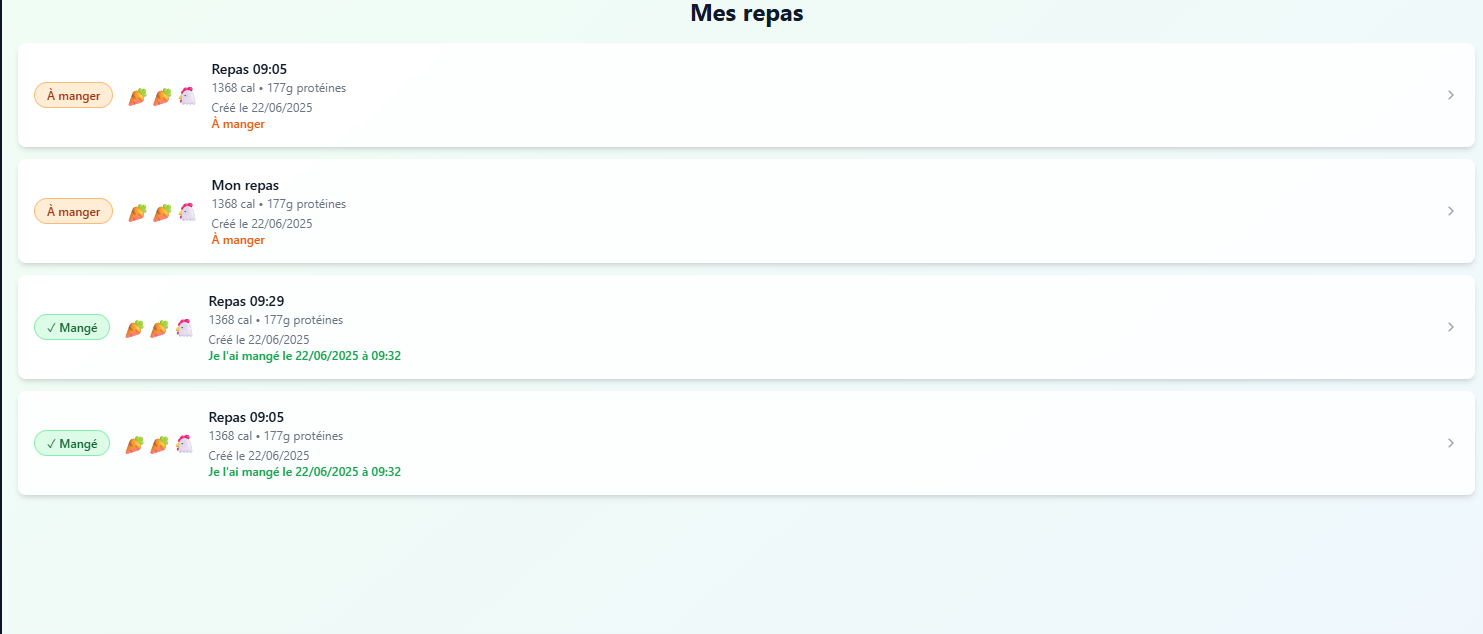 Mes repas
À manger
Repas 09:05
1368 cal • 177g protéines
Créé le 22/06/2025
À manger
À manger
Mon repas
1368 cal • 177g protéines
Créé le 22/06/2025
À manger
✓ Mangé
Repas 09:29
1368 cal • 177g protéines
Créé le 22/06/2025
Je l'ai mangé le 22/06/2025 à 09:32
✓ Mangé
Repas 09:05
1368 cal • 177g protéines
Créé le 22/06/2025
Je l'ai mangé le 22/06/2025 à 09:32